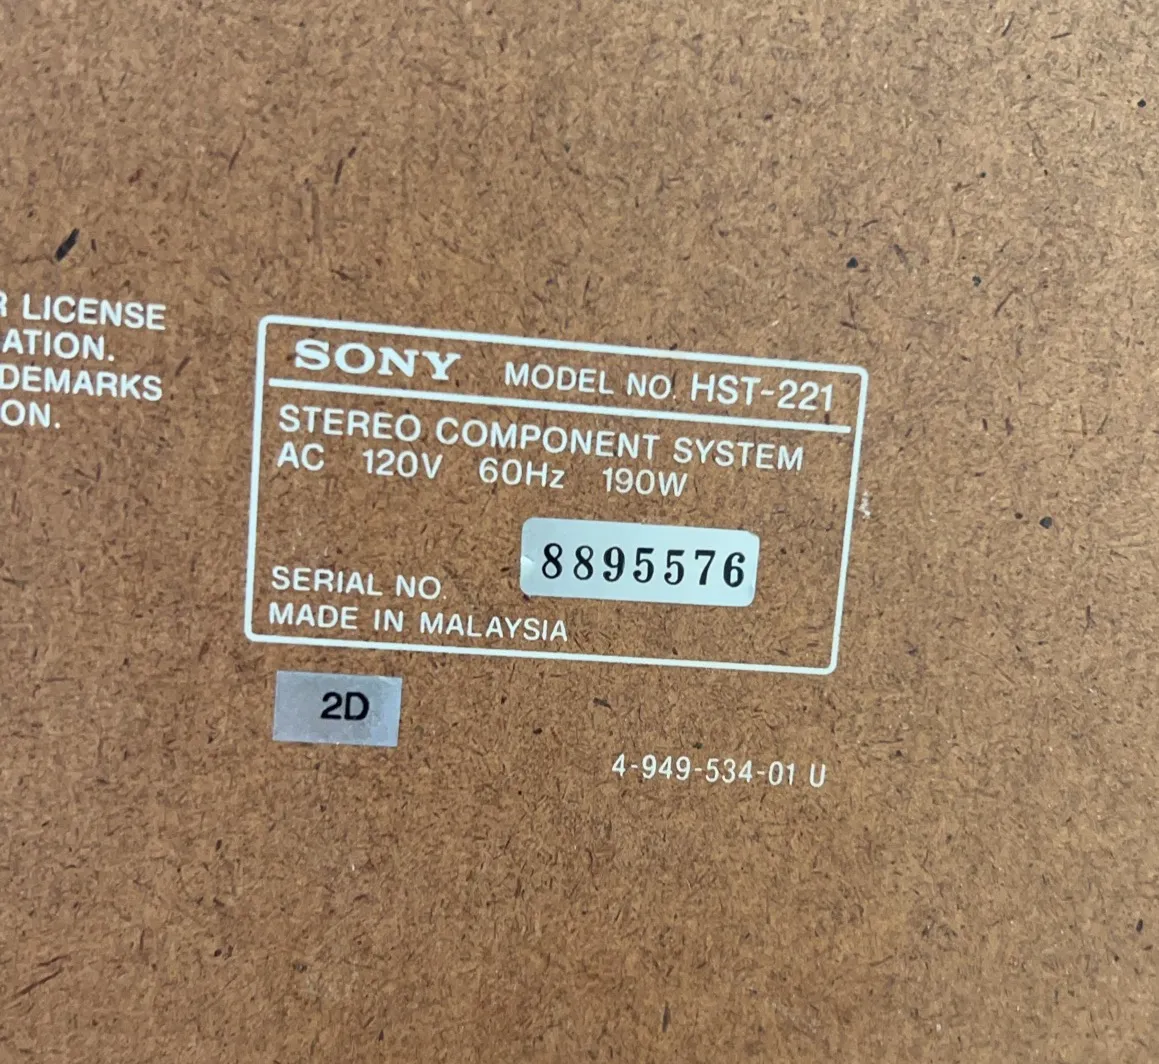 LICENSE
ATION.
DEMARKS
ON.
SONY MODEL NO. HST-221
STEREO COMPONENT SYSTEM
AC 120V 60Hz 190W
8895576
SERIAL NO.
MADE IN MALAYSIA
2D
4-949-534-01 U